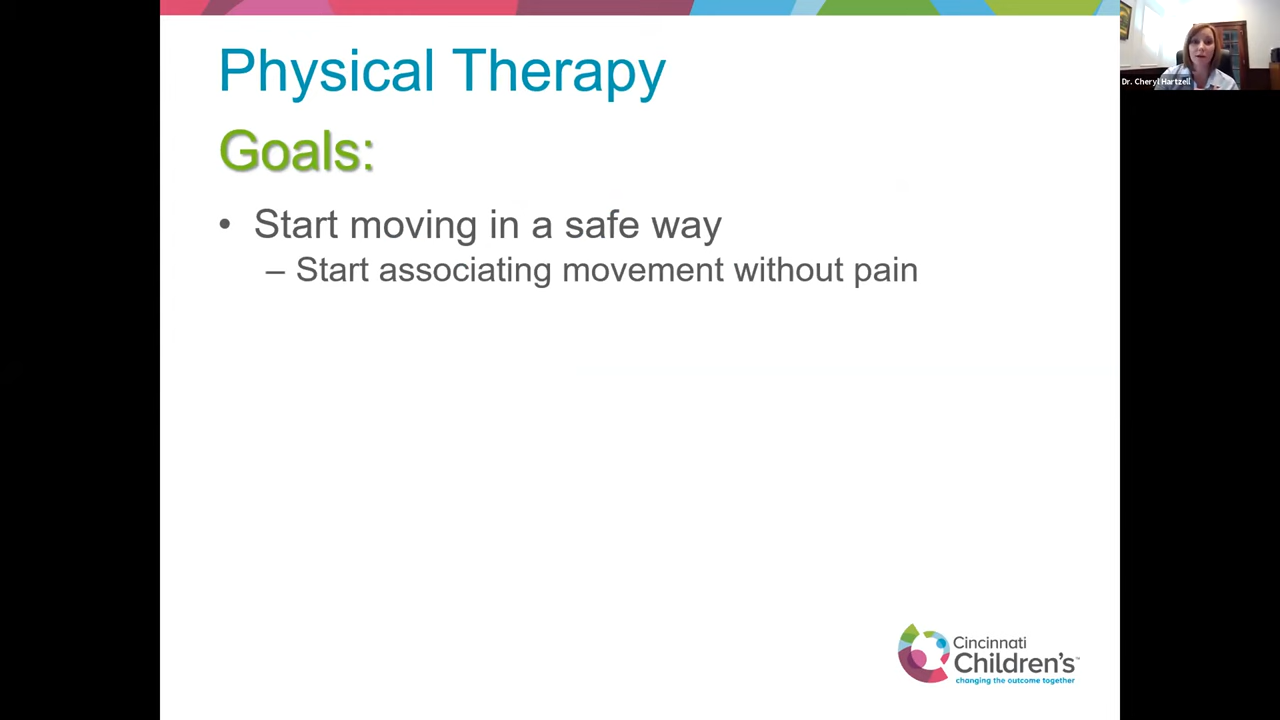 Physical Therapy
Goals:
• Start moving in a safe way
– Start associating movement without pain
Dr. Cheryl Hartzell
Cincinnati
Children's™
changing the outcome together